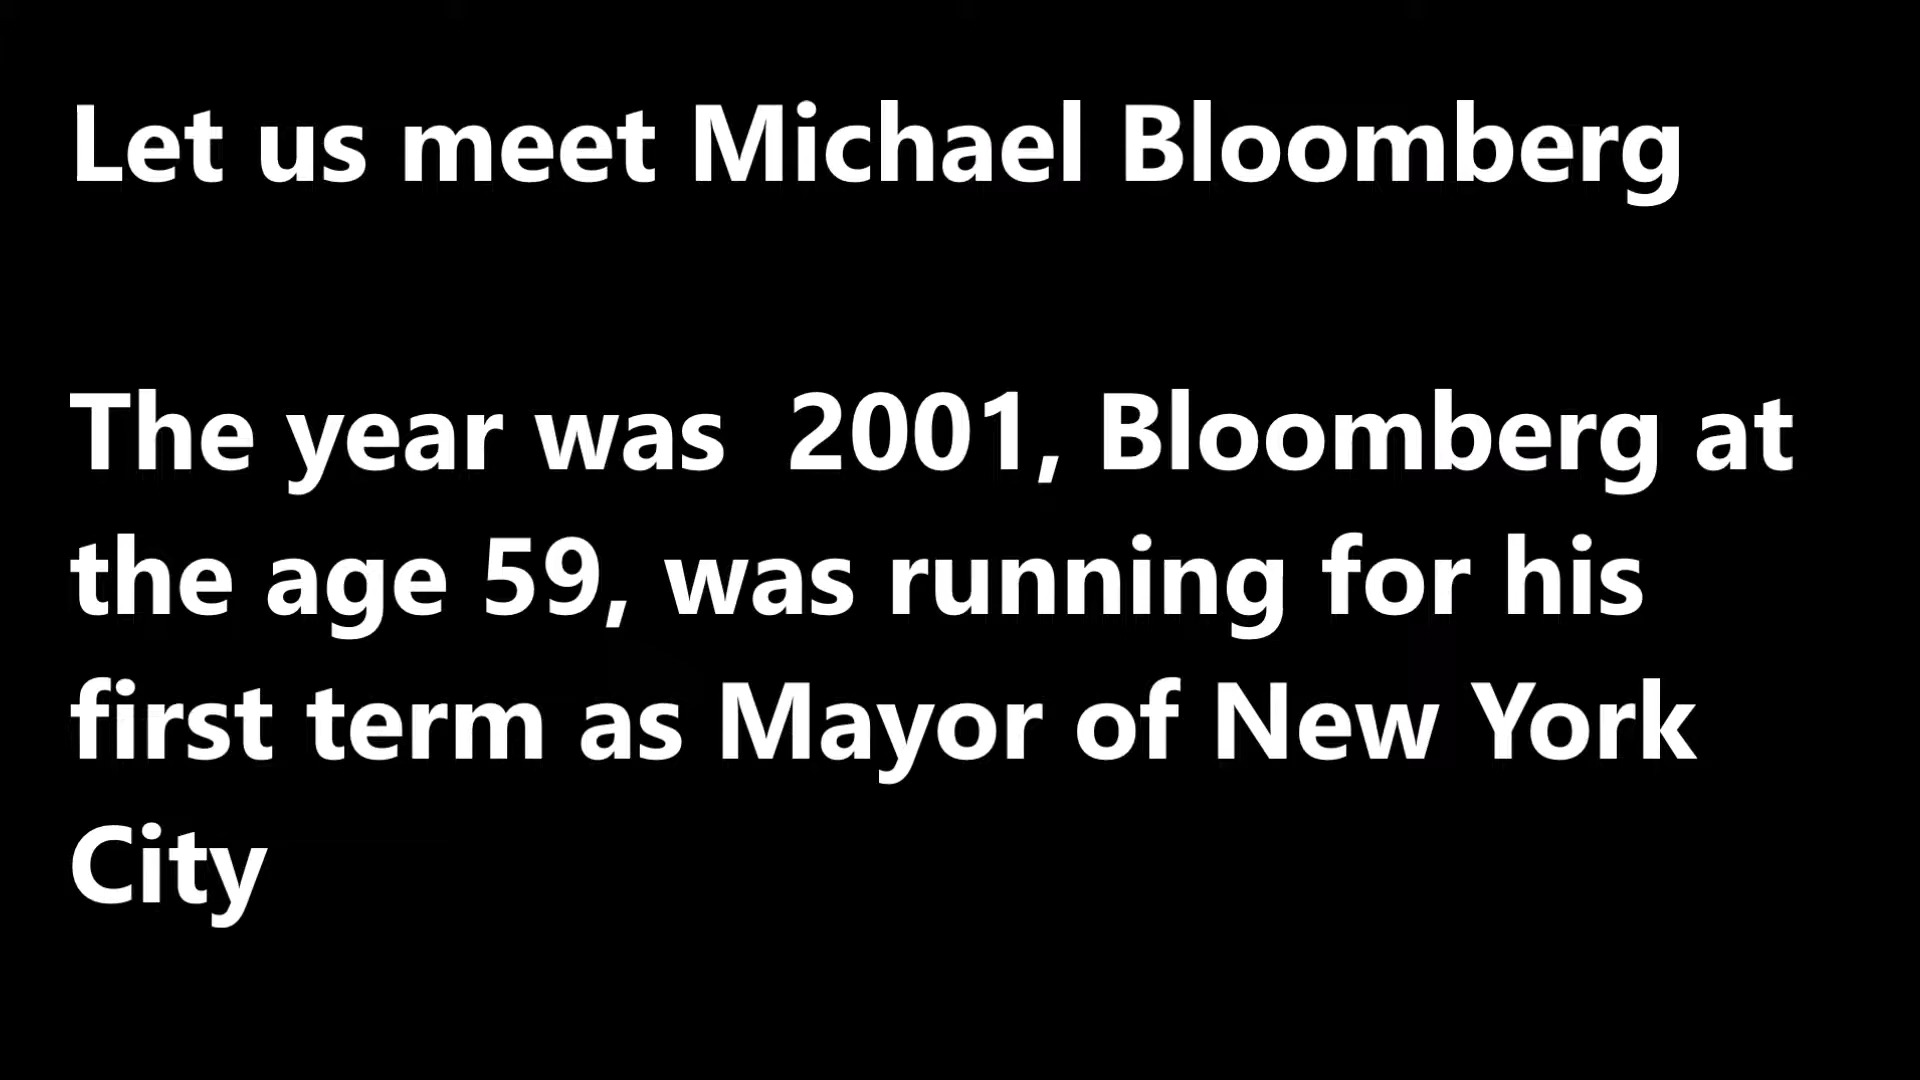 Let us meet Michael Bloomberg
The year was  2001, Bloomberg at
the age 59, was running for his
first term as Mayor of New York
City